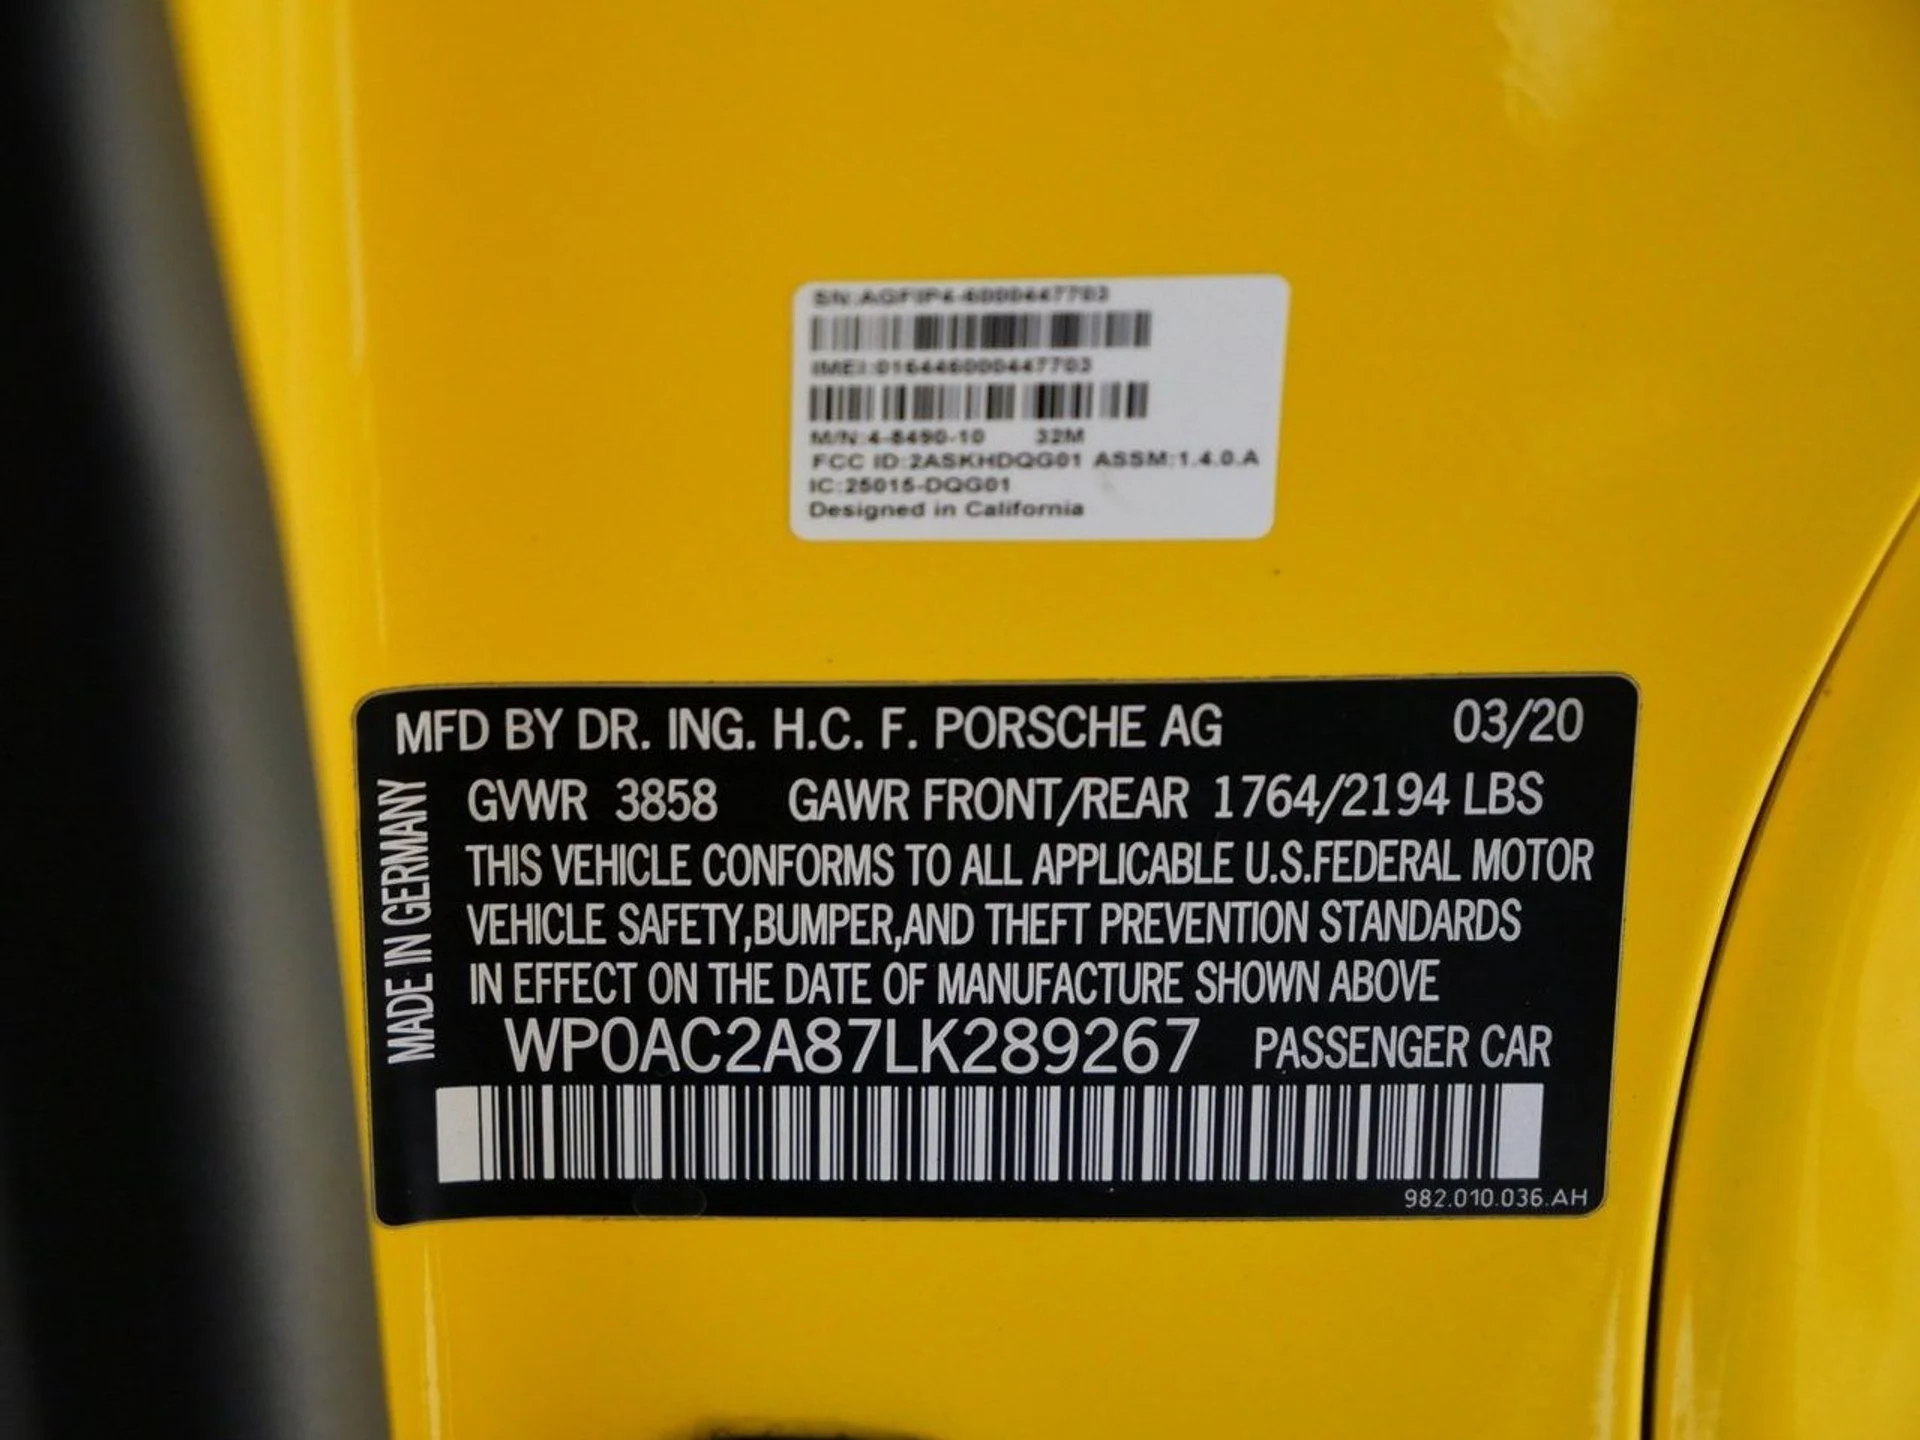 SN:AGFIIP4-6000447703
IMEI:016446000447703
M/N:4-8490-10 32M
FCC ID:2ASKHDQG01 ASSM:1.4.0.A
IC:25015-DQG01
Designed in California
MFD BY DR. ING. H.C. F. PORSCHE AG 03/20
MADE IN GERMANY
GVWR 3858 GAWR FRONT/REAR 1764/2194 LBS
THIS VEHICLE CONFORMS TO ALL APPLICABLE U.S.FEDERAL MOTOR
VEHICLE SAFETY,BUMPER,AND THEFT PREVENTION STANDARDS
IN EFFECT ON THE DATE OF MANUFACTURE SHOWN ABOVE
WP0AC2A87LK289267 PASSENGER CAR
982.010.036.AH